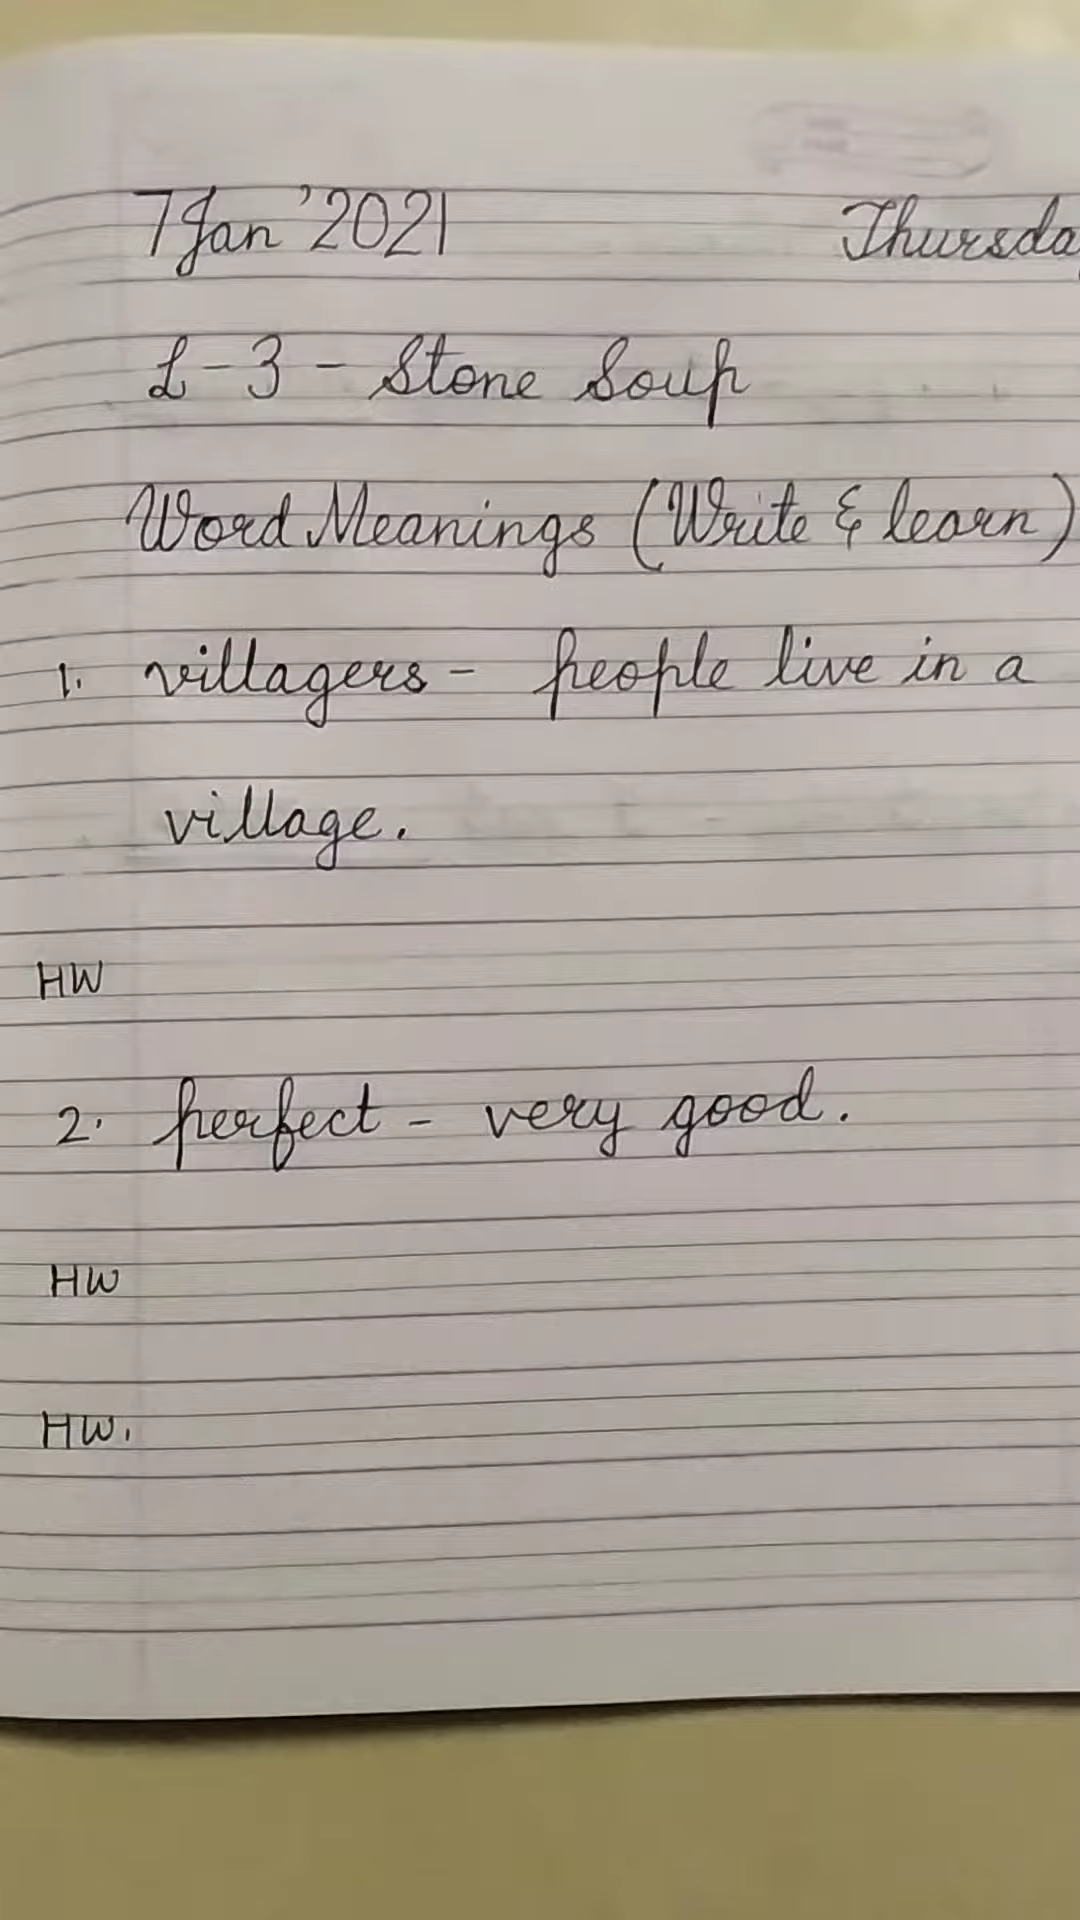 7 Jan '2021 Thursda
L-3 - Stone Soup
Word Meanings (Write & learn)
1. villagers - people live in a
village.
HW
2. perfect - very good.
HW
HW.